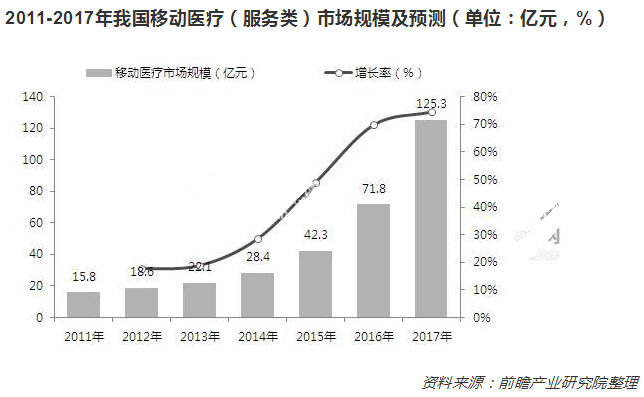 2011-2017年我国移动医疗（服务类）市场规模及预测（单位：亿元，%）
移动医疗市场规模（亿元） 增长率（%）
140 125.3 80%
120 70%
100 60%
80 71.8 50%
60 42.3 40%
40 28.4 30%
20 15.8 18.6 22.1 20%
0 10%
0%
2011年 2012年 2013年 2014年 2015年 2016年 2017年
资料来源：前瞻产业研究院整理